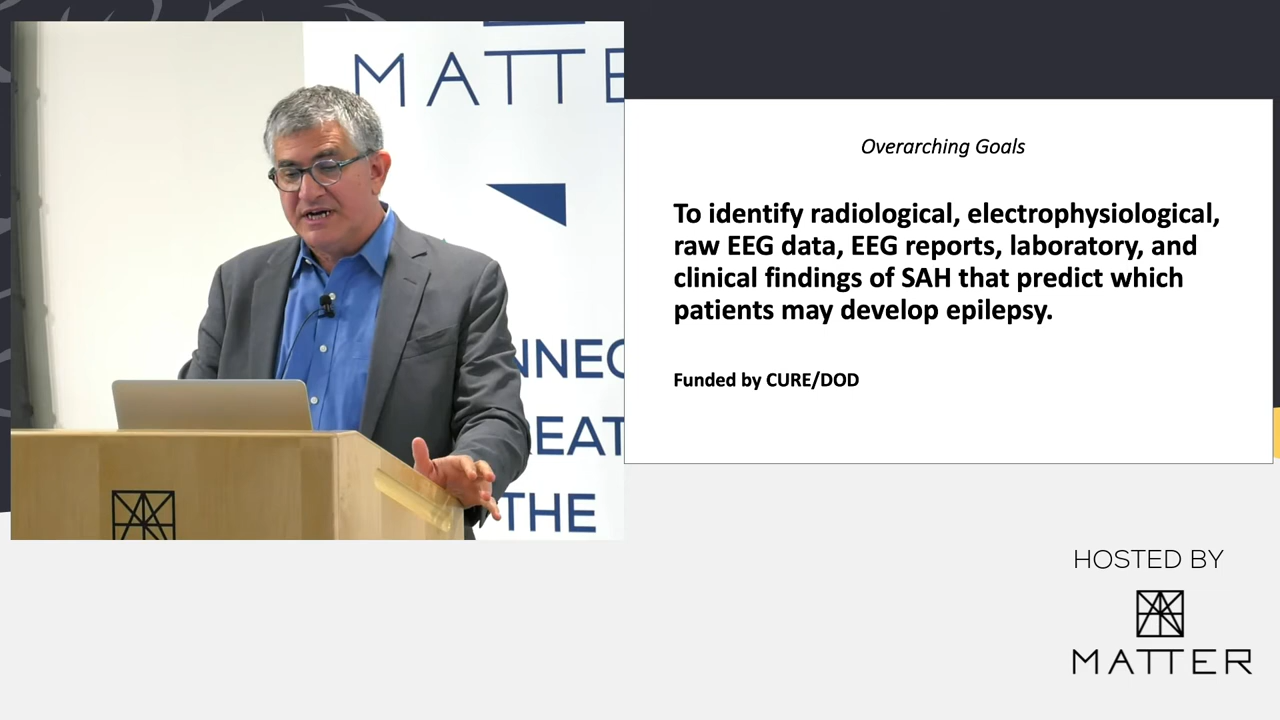 MATTE
NNEC
REAT
THE
Overarching Goals
To identify radiological, electrophysiological,
raw EEG data, EEG reports, laboratory, and
clinical findings of SAH that predict which
patients may develop epilepsy.
Funded by CURE/DOD
HOSTED BY
MATTER